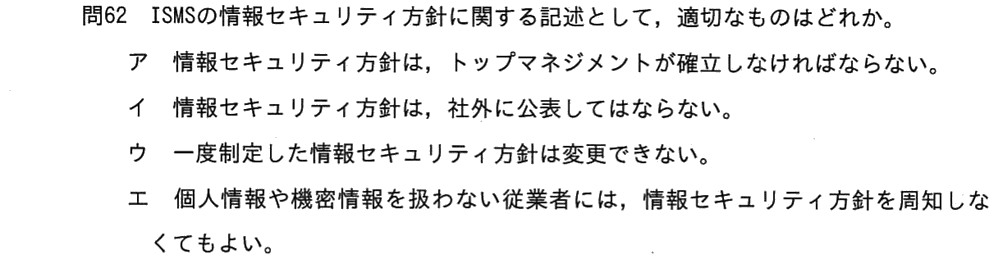 問62　ISMSの情報セキュリティ方針に関する記述として，適切なものはどれか。
ア　情報セキュリティ方針は，トップマネジメントが確立しなければならない。
イ　情報セキュリティ方針は，社外に公表してはならない。
ウ　一度制定した情報セキュリティ方針は変更できない。
エ　個人情報や機密情報を扱わない従業者には，情報セキュリティ方針を周知しな
くてもよい。